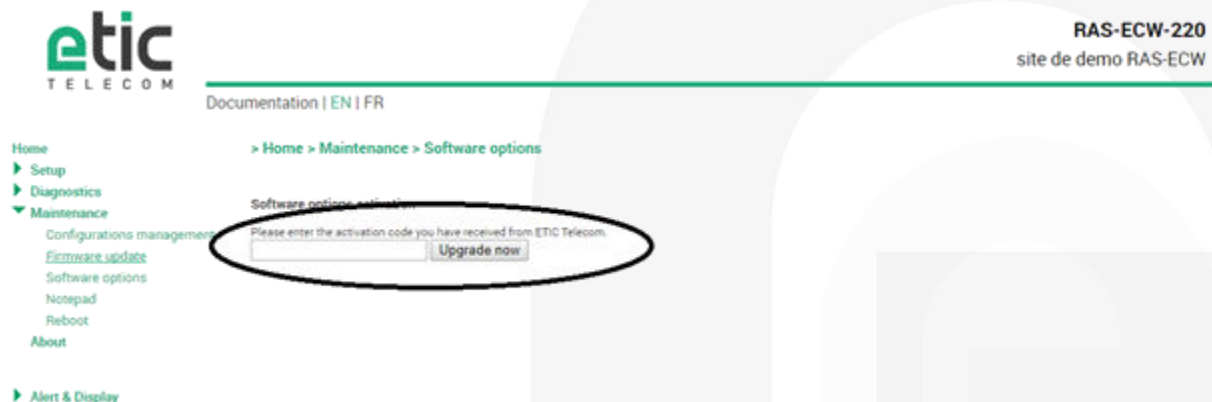 etic
TELECOM
RAS-ECW-220
site de demo RAS-ECW
Documentation | EN | FR
Home
Setup
Diagnostics
Maintenance
Configurations management
Firmware update
Software options
Notepad
Reboot
About
Alert & Display
> Home > Maintenance > Software options
Software options activation
Please enter the activation code you have received from ETIC Telecom.
Upgrade now